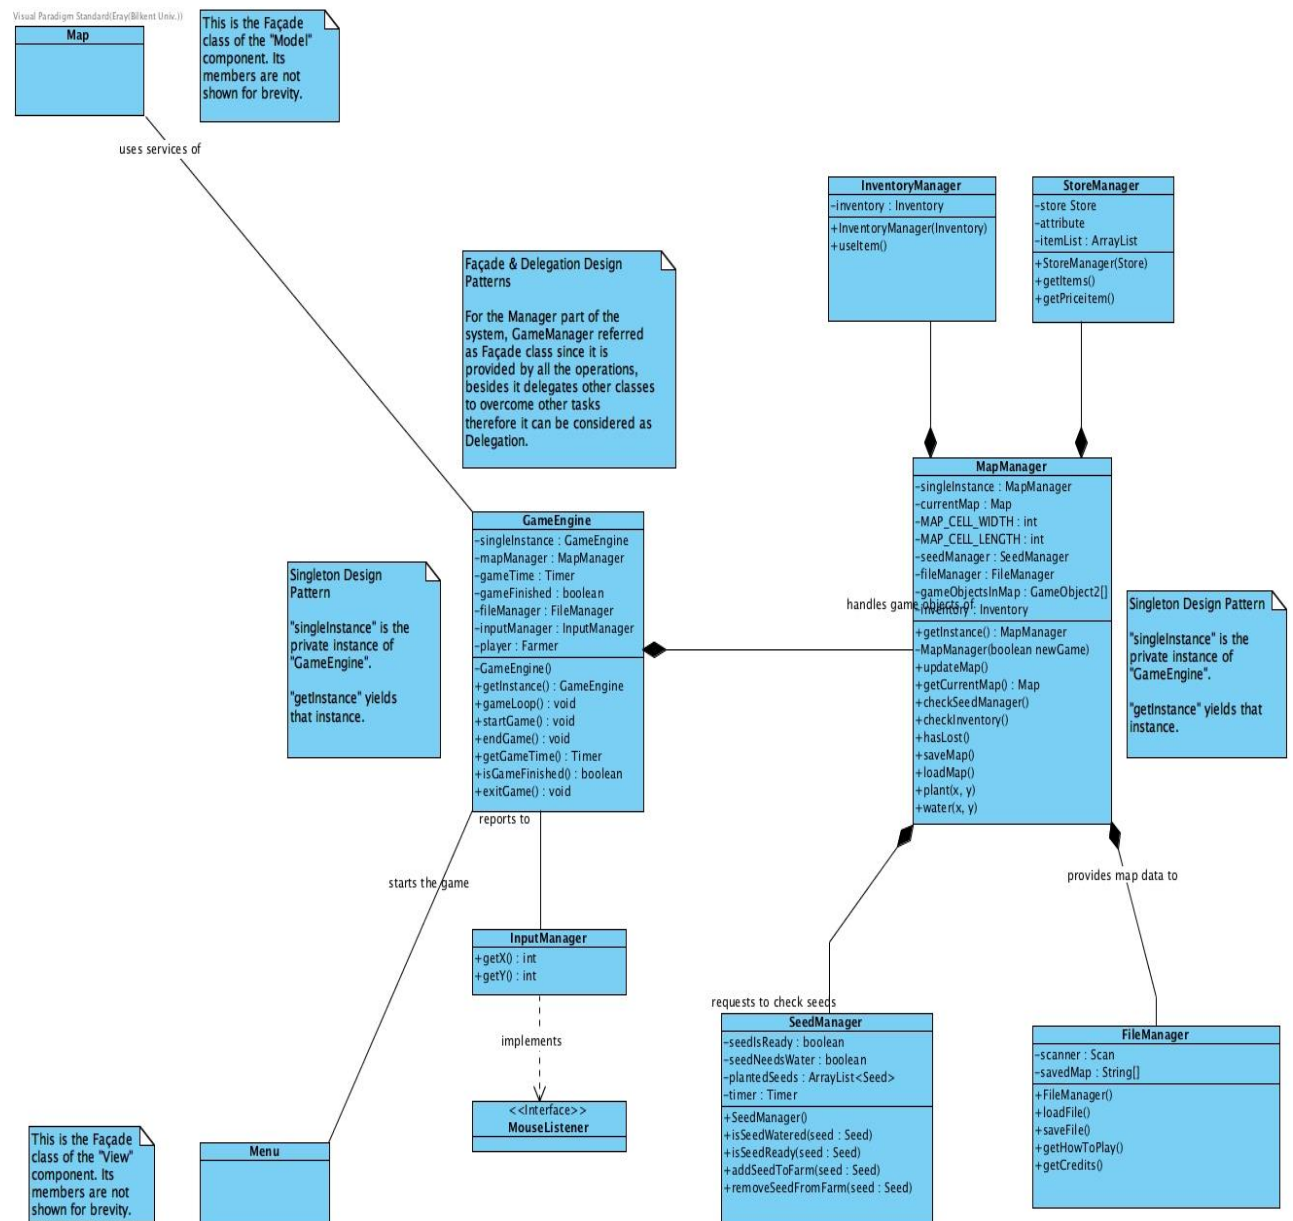 Visual Paradigm Standard(Eray(Bilkent Univ.))
Map
This is the Façade
class of the "Model"
component. Its
members are not
shown for brevity.
uses services of
InventoryManager
-inventory : Inventory
+InventoryManager(Inventory)
+useItem()
StoreManager
-store Store
-attribute
-itemList : ArrayList
+StoreManager(Store)
+getItems()
+getPriceitem()
Façade & Delegation Design
Patterns
For the Manager part of the
system, GameManager referred
as Façade class since it is
provided by all the operations,
besides it delegates other classes
to overcome other tasks
therefore it can be considered as
Delegation.
GameEngine
-singleInstance : GameEngine
-mapManager : MapManager
-gameTime : Timer
-gameFinished : boolean
-fileManager : FileManager
-inputManager : InputManager
-player : Farmer
-GameEngine()
+getInstance() : GameEngine
+gameLoop() : void
+startGame() : void
+endGame() : void
+getGameTime() : Timer
+isGameFinished() : boolean
+exitGame() : void
Singleton Design
Pattern
"singleInstance" is the
private instance of
"GameEngine".
"getInstance" yields
that instance.
MapManager
-singleInstance : MapManager
-currentMap : Map
-MAP_CELL_WIDTH : int
-MAP_CELL_LENGTH : int
-seedManager : SeedManager
-fileManager : FileManager
-gameObjectsInMap : GameObject2[]
handles game objects of
-inventory : Inventory
+getInstance() : MapManager
-MapManager(boolean newGame)
+updateMap()
+getCurrentMap() : Map
+checkSeedManager()
+checkInventory()
+hasLost()
+saveMap()
+loadMap()
+plant(x, y)
+water(x, y)
Singleton Design Pattern
"singleInstance" is the
private instance of
"GameEngine".
"getInstance" yields that
instance.
reports to
starts the game
provides map data to
InputManager
+getX() : int
+getY() : int
implements
<<Interface>>
MouseListener
requests to check seeds
SeedManager
-seedIsReady : boolean
-seedNeedsWater : boolean
-plantedSeeds : ArrayList<Seed>
-timer : Timer
+SeedManager()
+isSeedWatered(seed : Seed)
+isSeedReady(seed : Seed)
+addSeedToFarm(seed : Seed)
+removeSeedFromFarm(seed : Seed)
FileManager
-scanner : Scan
-savedMap : String[]
+FileManager()
+loadFile()
+saveFile()
+getHowToPlay()
+getCredits()
This is the Façade
class of the "View"
component. Its
members are not
shown for brevity.
Menu